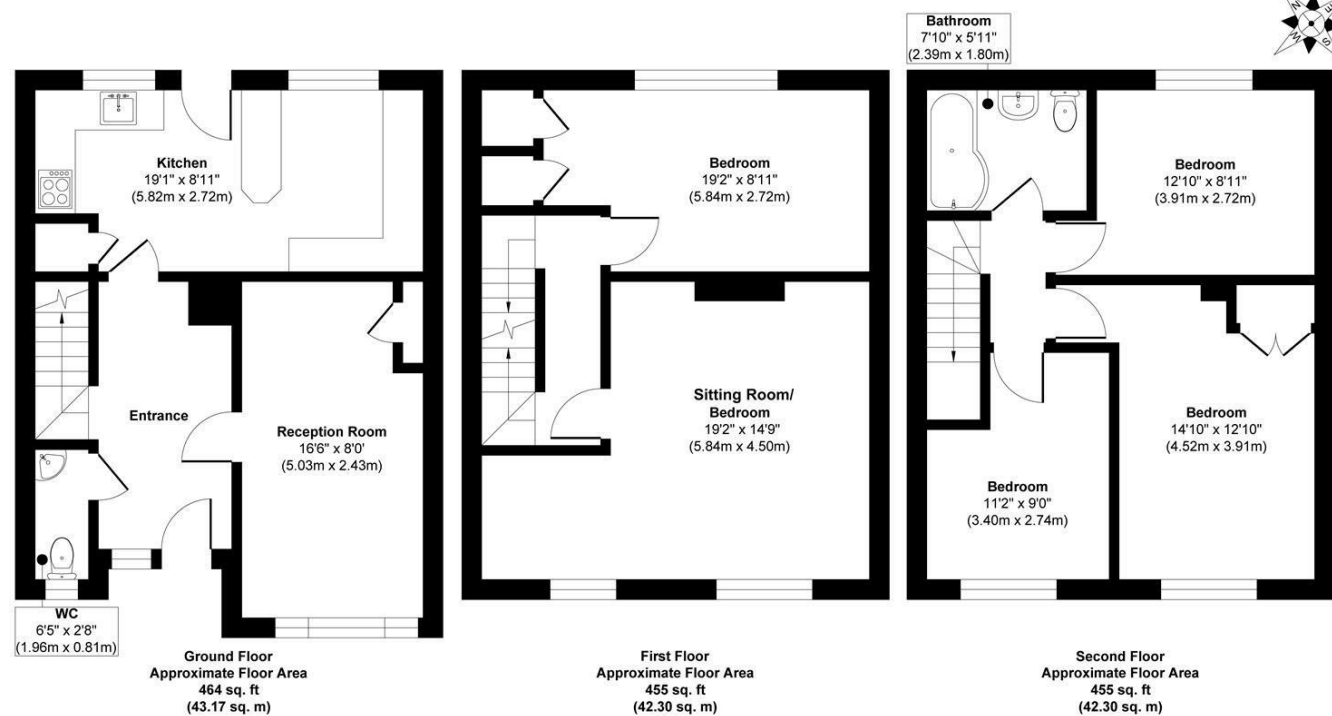 N
E
W
S
Bathroom
7'10" x 5'11"
(2.39m x 1.80m)
Kitchen
19'1" x 8'11"
(5.82m x 2.72m)
Bedroom
19'2" x 8'11"
(5.84m x 2.72m)
Bedroom
12'10" x 8'11"
(3.91m x 2.72m)
Entrance
Reception Room
16'6" x 8'0'
(5.03m x 2.43m)
Sitting Room/
Bedroom
19'2" x 14'9"
(5.84m x 4.50m)
Bedroom
14'10" x 12'10"
(4.52m x 3.91m)
Bedroom
11'2" x 9'0"
(3.40m x 2.74m)
WC
6'5" x 2'8"
(1.96m x 0.81m)
Ground Floor
Approximate Floor Area
464 sq. ft
(43.17 sq. m)
First Floor
Approximate Floor Area
455 sq. ft
(42.30 sq. m)
Second Floor
Approximate Floor Area
455 sq. ft
(42.30 sq. m)